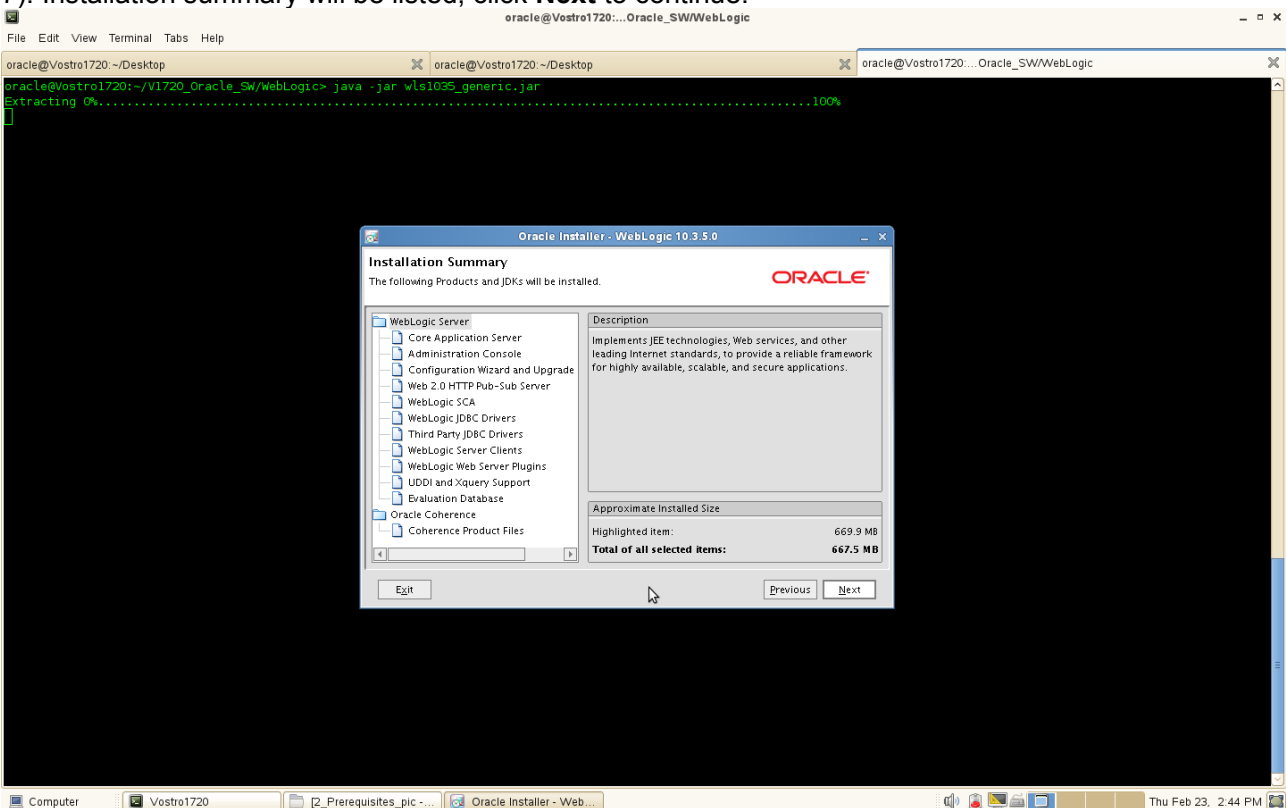 7). Installation summary will be listed, click Next to continue.
oracle@Vostro1720:...Oracle_SW/WebLogic
File Edit View Terminal Tabs Help
oracle@Vostro1720:~/Desktop
oracle@Vostro1720:~/Desktop
oracle@Vostro1720:...Oracle_SW/WebLogic
oracle@Vostro1720:~/V1720_Oracle_SW/WebLogic> java -jar wls1035_generic.jar
Extracting 0%....................................................................................................100%
Oracle Installer - WebLogic 10.3.5.0
Installation Summary
The following Products and JDKs will be installed.
ORACLE
WebLogic Server
Core Application Server
Administration Console
Configuration Wizard and Upgrade
Web 2.0 HTTP Pub-Sub Server
WebLogic SCA
WebLogic JDBC Drivers
Third Party JDBC Drivers
WebLogic Server Clients
WebLogic Web Server Plugins
UDDI and Xquery Support
Evaluation Database
Oracle Coherence
Coherence Product Files
Description
Implements JEE technologies, Web services, and other
leading Internet standards, to provide a reliable framework
for highly available, scalable, and secure applications.
Approximate Installed Size
Highlighted item: 669.9 MB
Total of all selected items: 667.5 MB
Exit
Previous
Next
Computer
Vostro1720
[2_Prerequisites_pic -...
Oracle Installer - Web...
Thu Feb 23, 2:44 PM